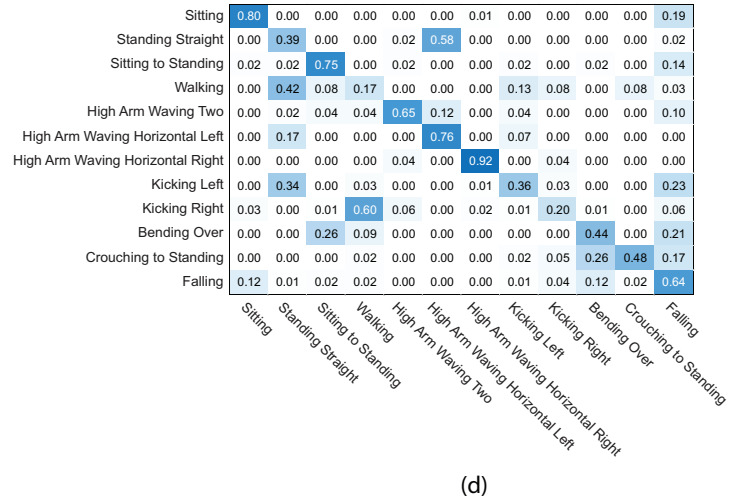 Sitting 0.80 0.00 0.00 0.00 0.00 0.00 0.01 0.00 0.00 0.00 0.00 0.19
Standing Straight 0.00 0.39 0.00 0.00 0.02 0.58 0.00 0.00 0.00 0.00 0.00 0.02
Sitting to Standing 0.02 0.02 0.75 0.00 0.02 0.00 0.00 0.02 0.00 0.02 0.00 0.14
Walking 0.00 0.42 0.08 0.17 0.00 0.00 0.00 0.13 0.08 0.00 0.08 0.03
High Arm Waving Two 0.00 0.02 0.04 0.04 0.65 0.12 0.00 0.04 0.00 0.00 0.00 0.10
High Arm Waving Horizontal Left 0.00 0.17 0.00 0.00 0.00 0.76 0.00 0.07 0.00 0.00 0.00 0.00
High Arm Waving Horizontal Right 0.00 0.00 0.00 0.00 0.04 0.00 0.92 0.00 0.04 0.00 0.00 0.00
Kicking Left 0.00 0.34 0.00 0.03 0.00 0.00 0.01 0.36 0.03 0.00 0.00 0.23
Kicking Right 0.03 0.00 0.01 0.60 0.06 0.00 0.02 0.01 0.20 0.01 0.00 0.06
Bending Over 0.00 0.00 0.26 0.09 0.00 0.00 0.00 0.00 0.00 0.44 0.00 0.21
Crouching to Standing 0.00 0.00 0.00 0.02 0.00 0.00 0.00 0.02 0.05 0.26 0.48 0.17
Falling 0.12 0.01 0.02 0.02 0.00 0.00 0.00 0.01 0.04 0.12 0.02 0.64
Sitting
Standing Straight
Sitting to Standing
Walking
High Arm Waving Two
High Arm Waving Horizontal Left
High Arm Waving Horizontal Right
Kicking Left
Kicking Right
Bending Over
Crouching to Standing
Falling
(d)